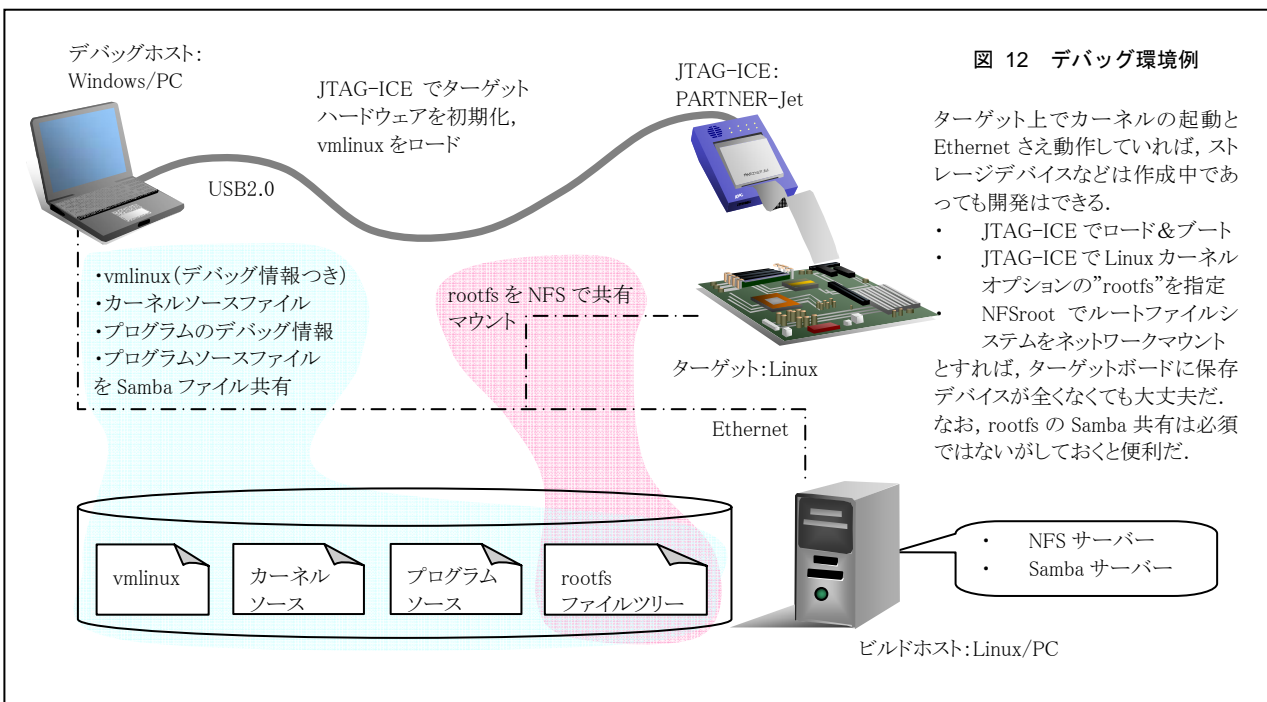 デバッグホスト:
Windows/PC
JTAG-ICE でターゲット
ハードウェアを初期化,
vmlinux をロード
USB2.0
JTAG-ICE:
PARTNER-Jet
図 12 デバッグ環境例
ターゲット上でカーネルの起動と
Ethernet さえ動作していれば, スト
レージデバイスなどは作成中であ
っても開発はできる.
・ JTAG-ICE でロード&ブート
・ JTAG-ICE で Linux カーネル
オプションの"rootfs"を指定
・ NFSroot でルートファイルシ
ステムをネットワークマウント
とすれば, ターゲットボードに保存
デバイスが全くなくても大丈夫だ.
なお, rootfs の Samba 共有は必須
ではないがしておくと便利だ.
・vmlinux(デバッグ情報つき)
・カーネルソースファイル
・プログラムのデバッグ情報
・プログラムソースファイル
を Samba ファイル共有
rootfs を NFS で共有
マウント
ターゲット:Linux
Ethernet
vmlinux
カーネル
ソース
プログラム
ソース
rootfs
ファイルツリー
・ NFS サーバー
・ Samba サーバー
ビルドホスト:Linux/PC